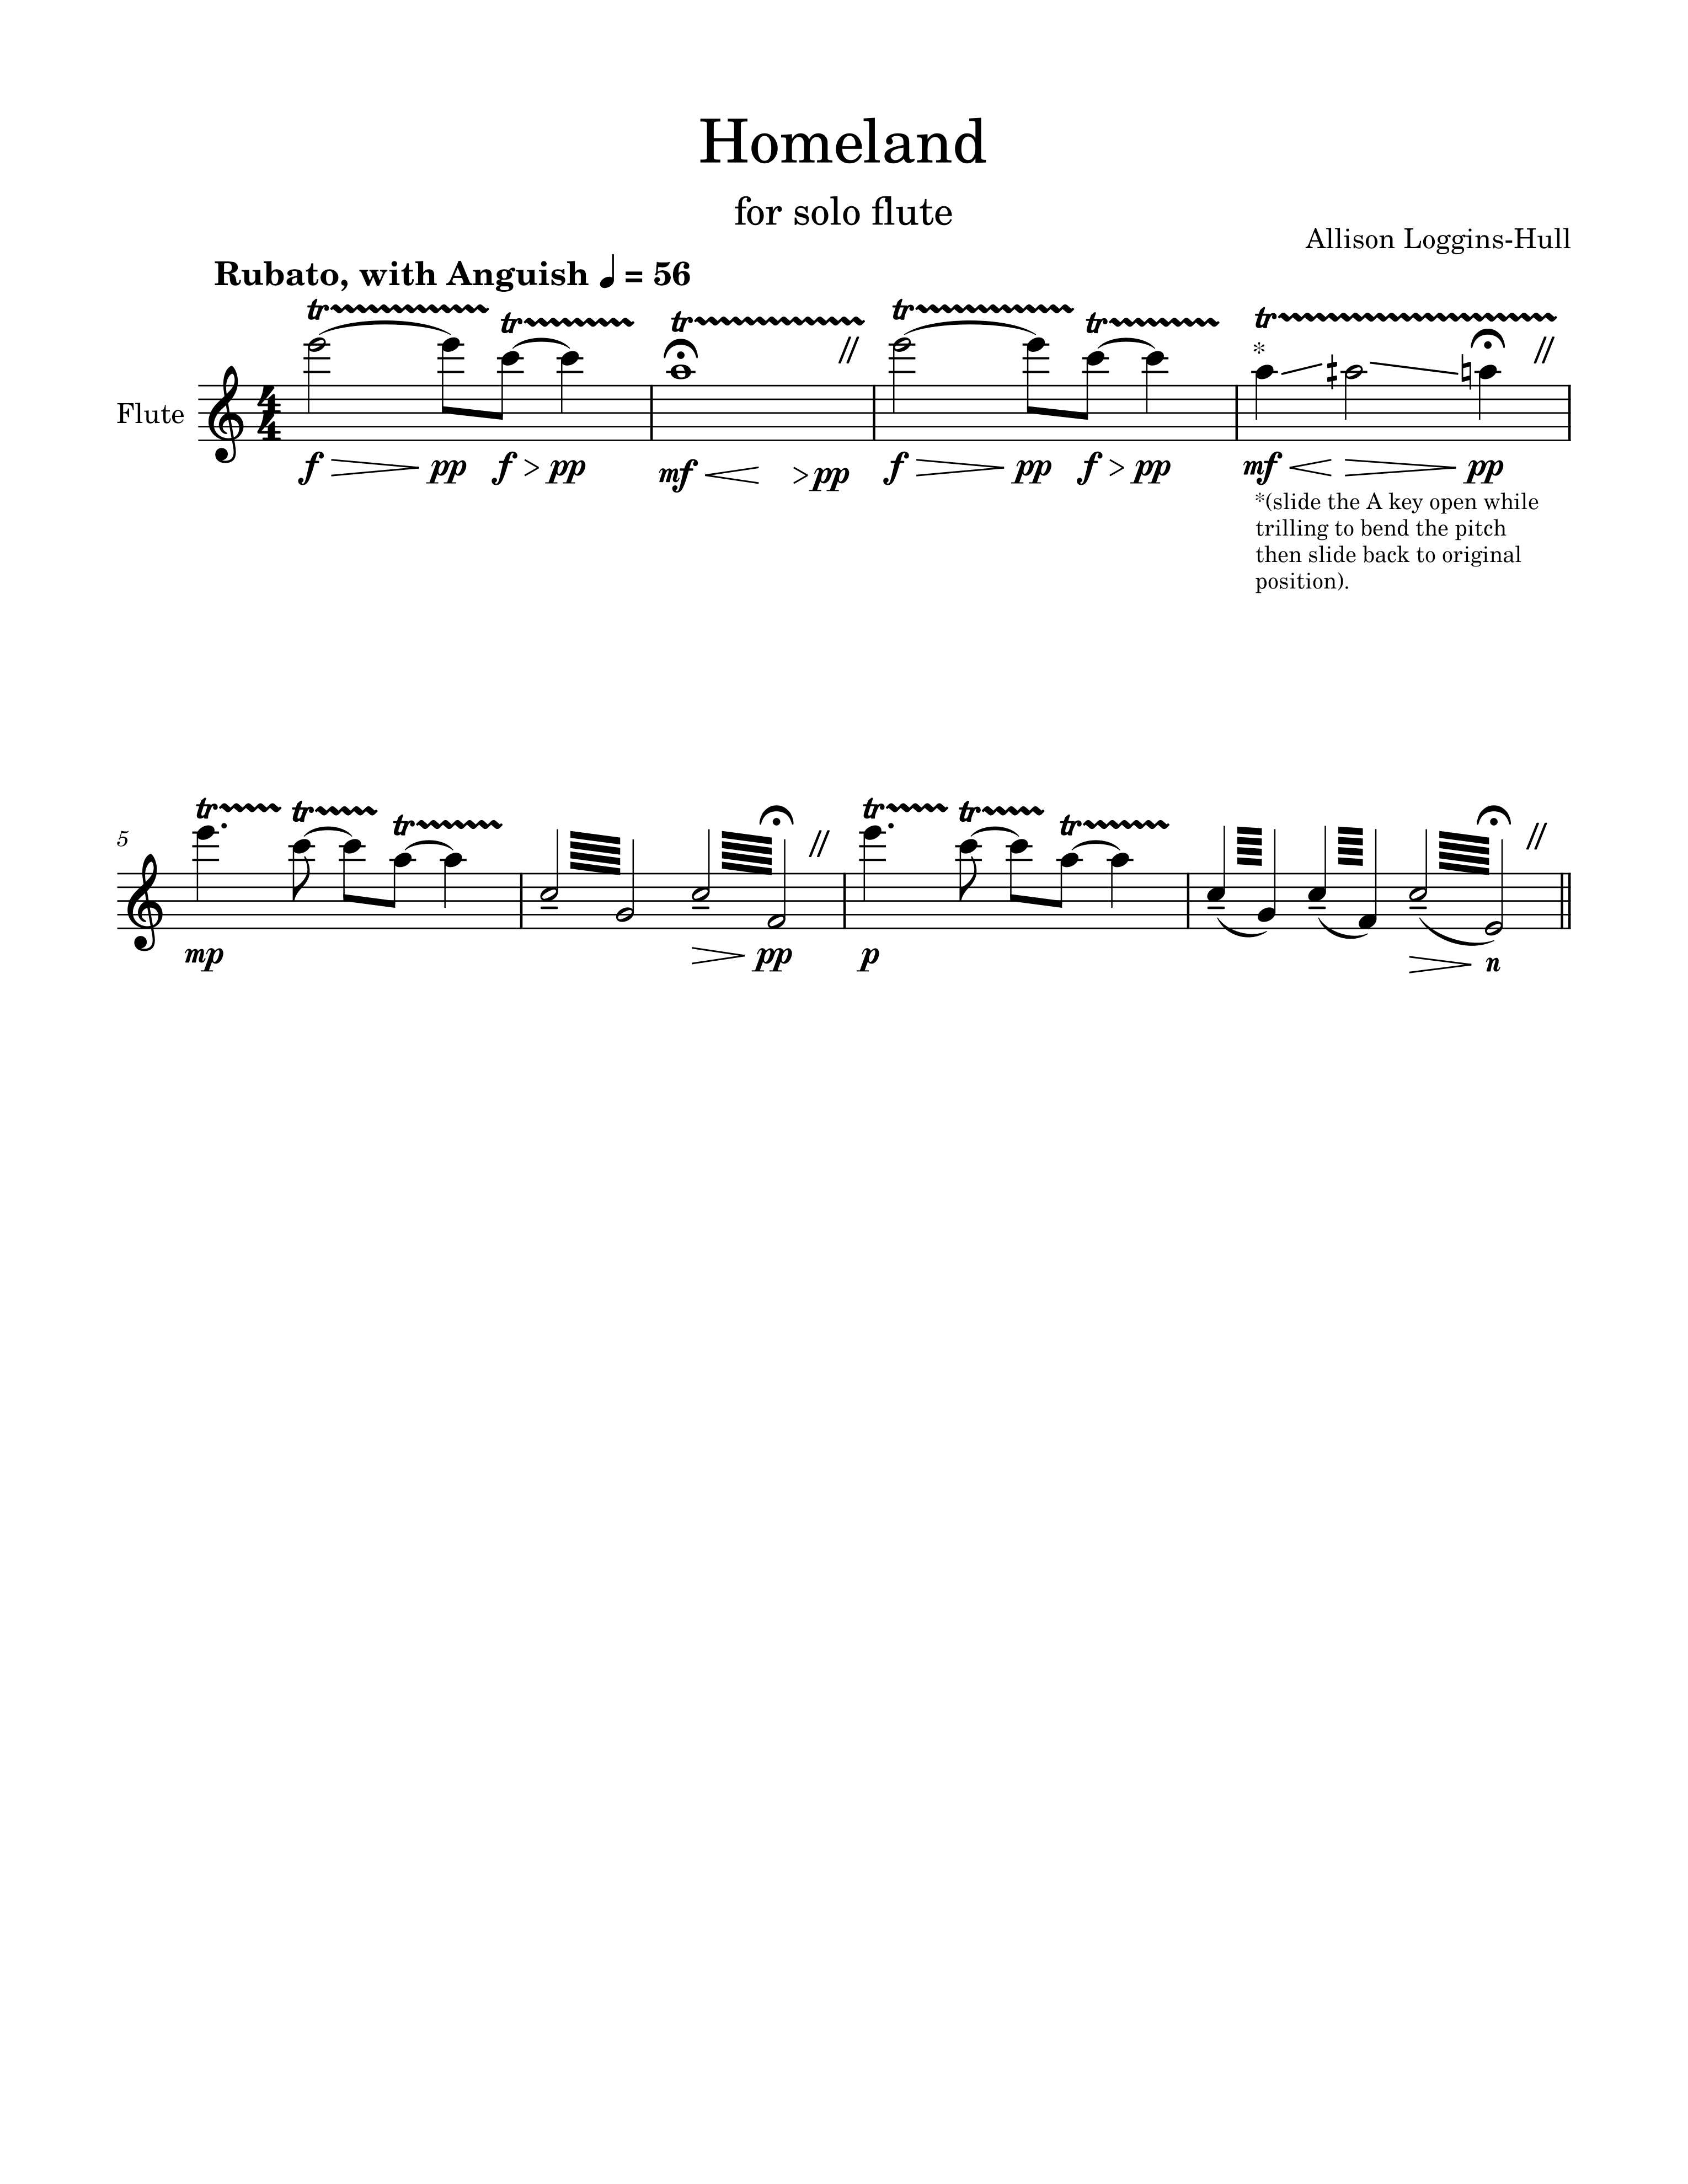 Homeland
for solo flute
Allison Loggins-Hull
Rubato, with Anguish ♩ = 56
tr tr tr tr tr tr
*
Flute
4
4
f pp f pp mf pp f pp f pp mf pp
*(slide the A key open while
trilling to bend the pitch
then slide back to original
position).
tr tr tr tr tr tr
5
mp pp p n